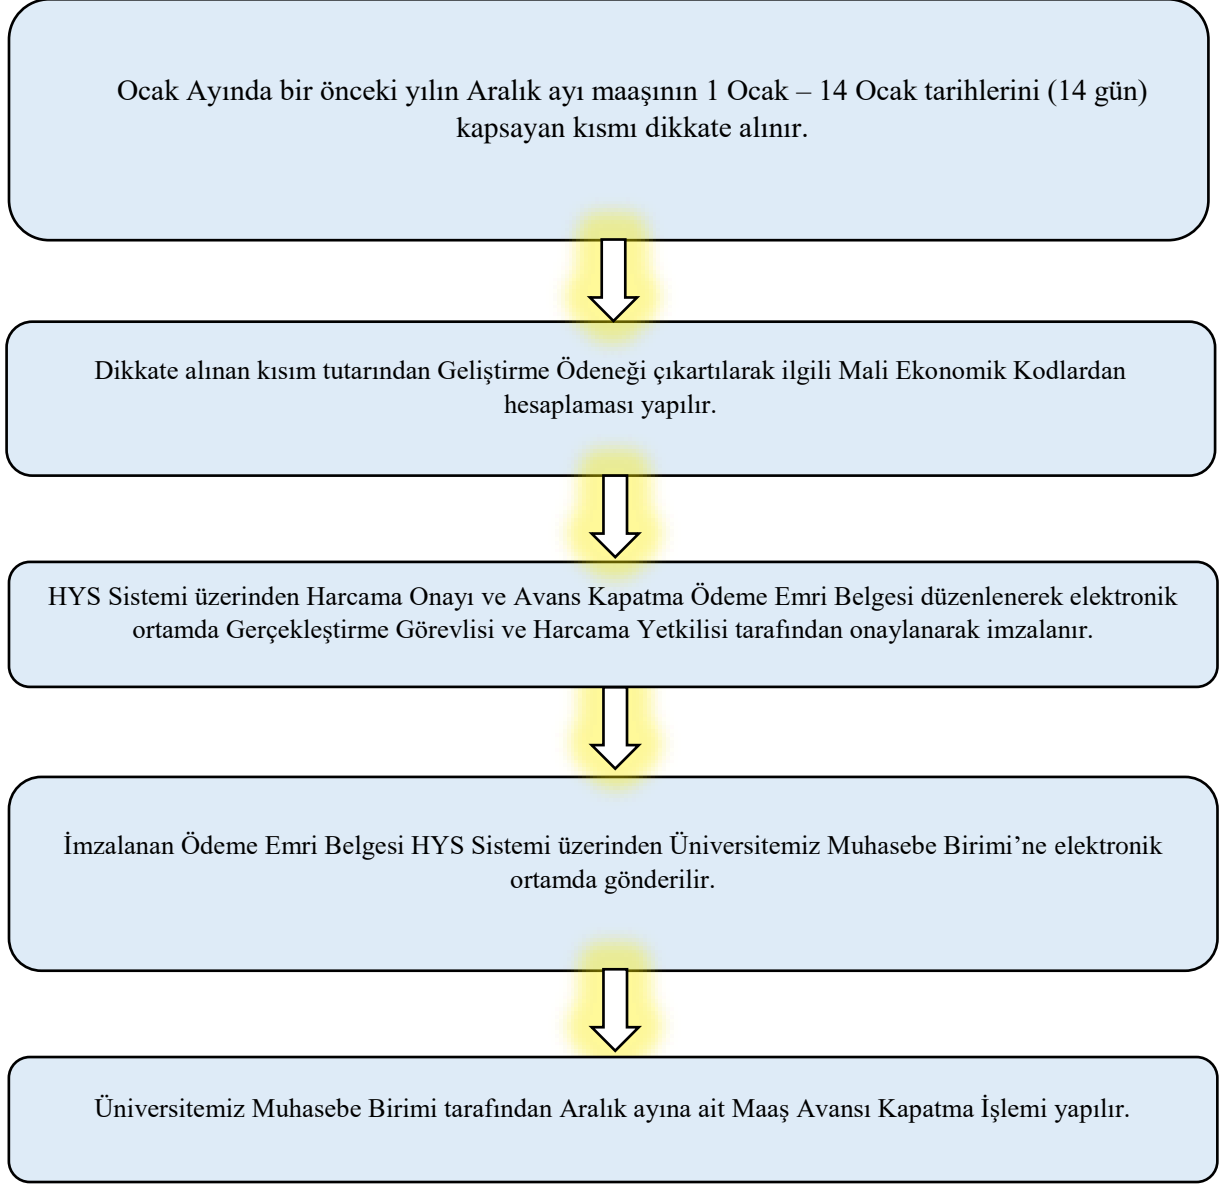 Ocak Ayında bir önceki yılın Aralık ayı maaşının 1 Ocak – 14 Ocak tarihlerini (14 gün)
kapsayan kısmı dikkate alınır.
Dikkate alınan kısım tutarından Geliştirme Ödeneği çıkartılarak ilgili Mali Ekonomik Kodlardan
hesaplaması yapılır.
HYS Sistemi üzerinden Harcama Onayı ve Avans Kapatma Ödeme Emri Belgesi düzenlenerek elektronik
ortamda Gerçekleştirme Görevlisi ve Harcama Yetkilisi tarafından onaylanarak imzalanır.
İmzalanan Ödeme Emri Belgesi HYS Sistemi üzerinden Üniversitemiz Muhasebe Birimi’ne elektronik
ortamda gönderilir.
Üniversitemiz Muhasebe Birimi tarafından Aralık ayına ait Maaş Avansı Kapatma İşlemi yapılır.